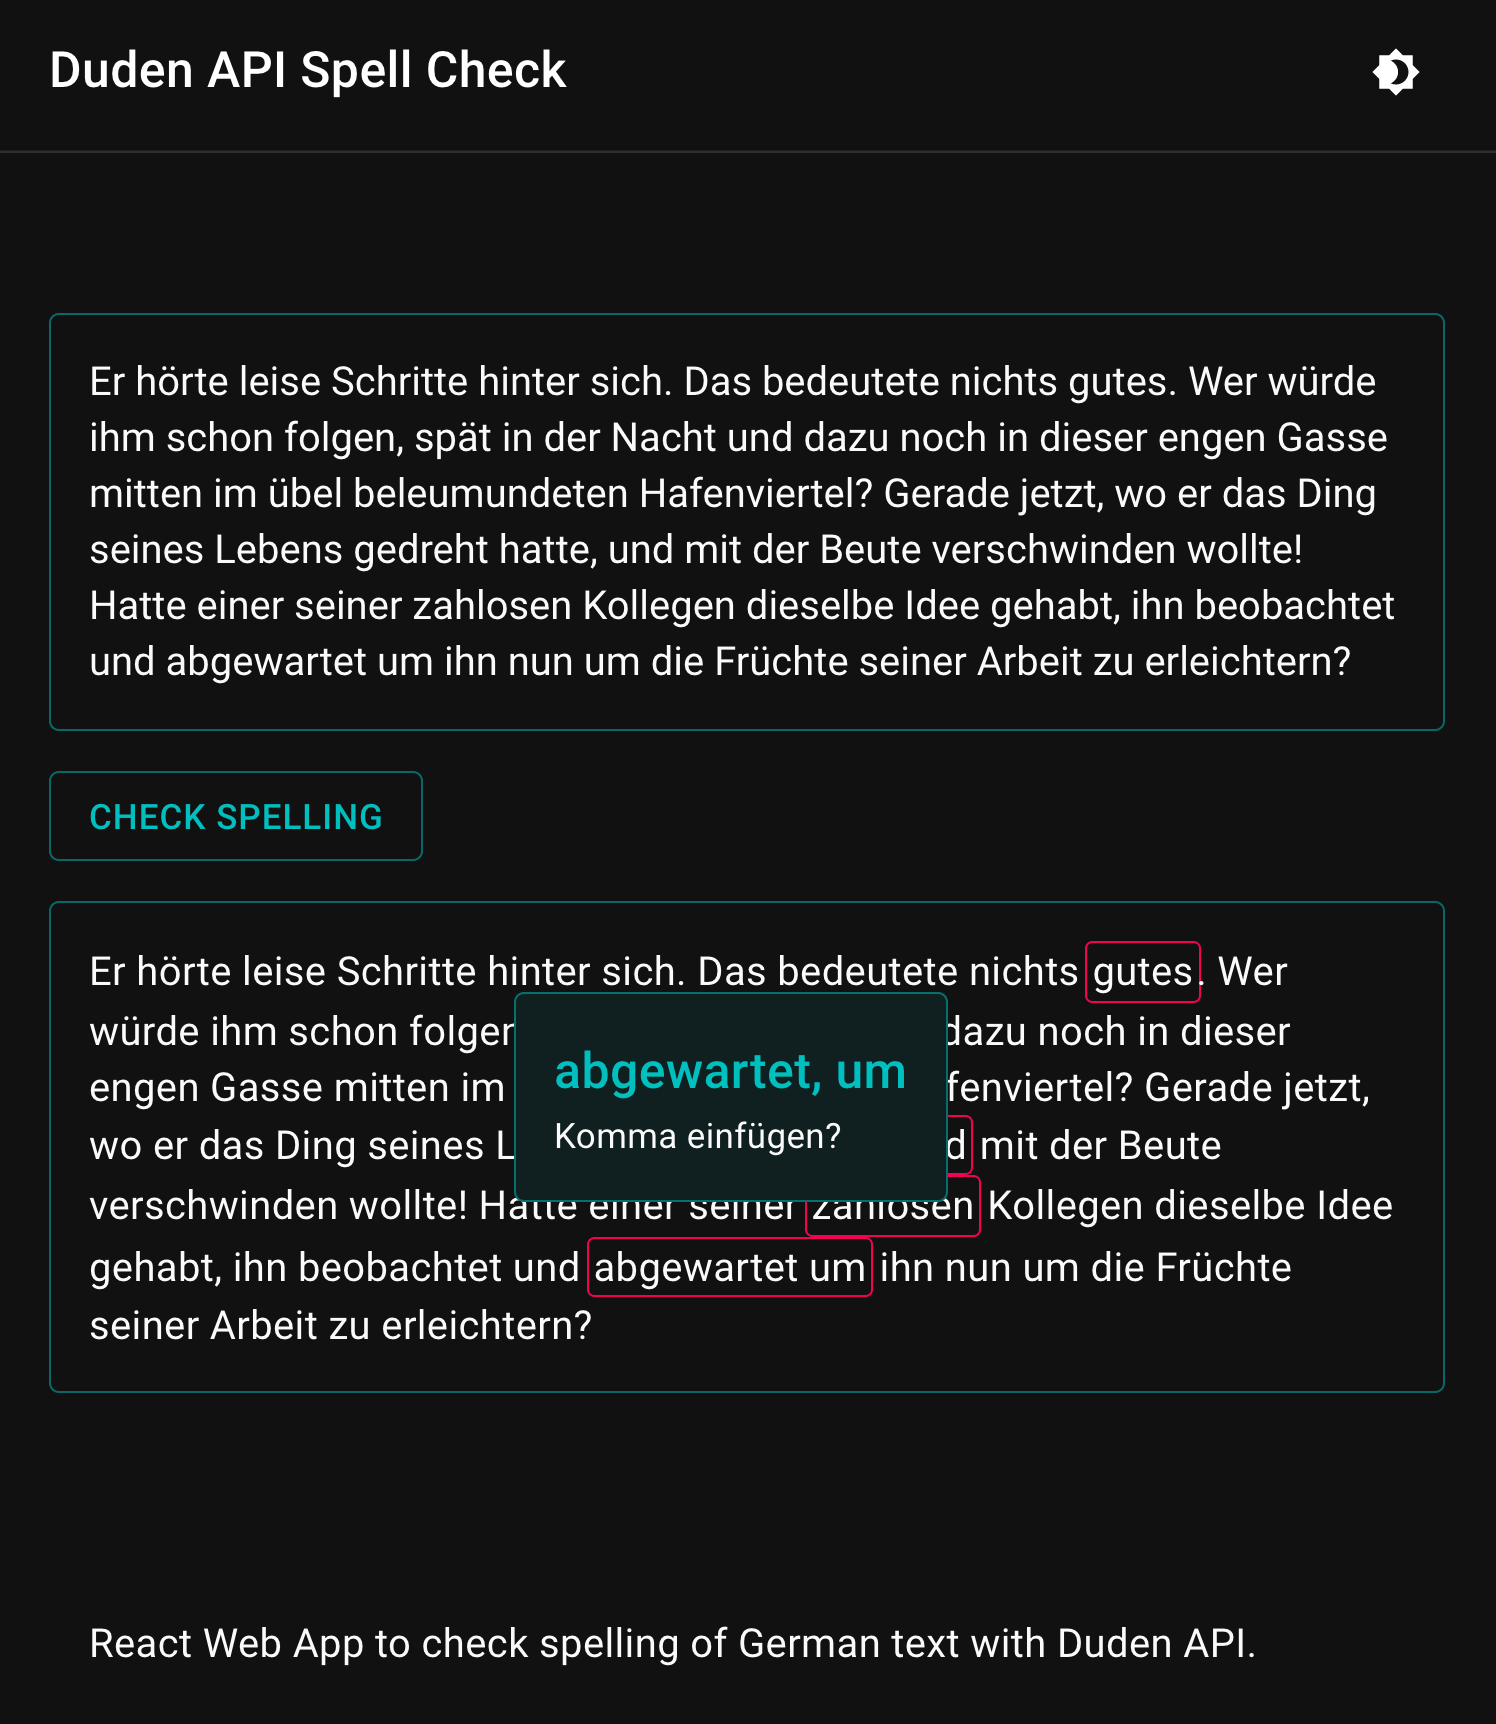 Duden API Spell Check
Er hörte leise Schritte hinter sich. Das bedeutete nichts gutes. Wer würde
ihm schon folgen, spät in der Nacht und dazu noch in dieser engen Gasse
mitten im übel beleumundeten Hafenviertel? Gerade jetzt, wo er das Ding
seines Lebens gedreht hatte, und mit der Beute verschwinden wollte!
Hatte einer seiner zahlosen Kollegen dieselbe Idee gehabt, ihn beobachtet
und abgewartet um ihn nun um die Früchte seiner Arbeit zu erleichtern?
CHECK SPELLING
Er hörte leise Schritte hinter sich. Das bedeutete nichts gutes. Wer
würde ihm schon dazu noch in dieser
engen Gasse mitten im Gerade jetzt,
wo er das Ding seines mit der Beute
verschwinden wollte! Hatte einer seiner zahlosen Kollegen dieselbe Idee
gehabt, ihn beobachtet und abgewartet um ihn nun um die Früchte
seiner Arbeit zu erleichtern?
abgewartet, um
Komma einfügen?
React Web App to check spelling of German text with Duden API.